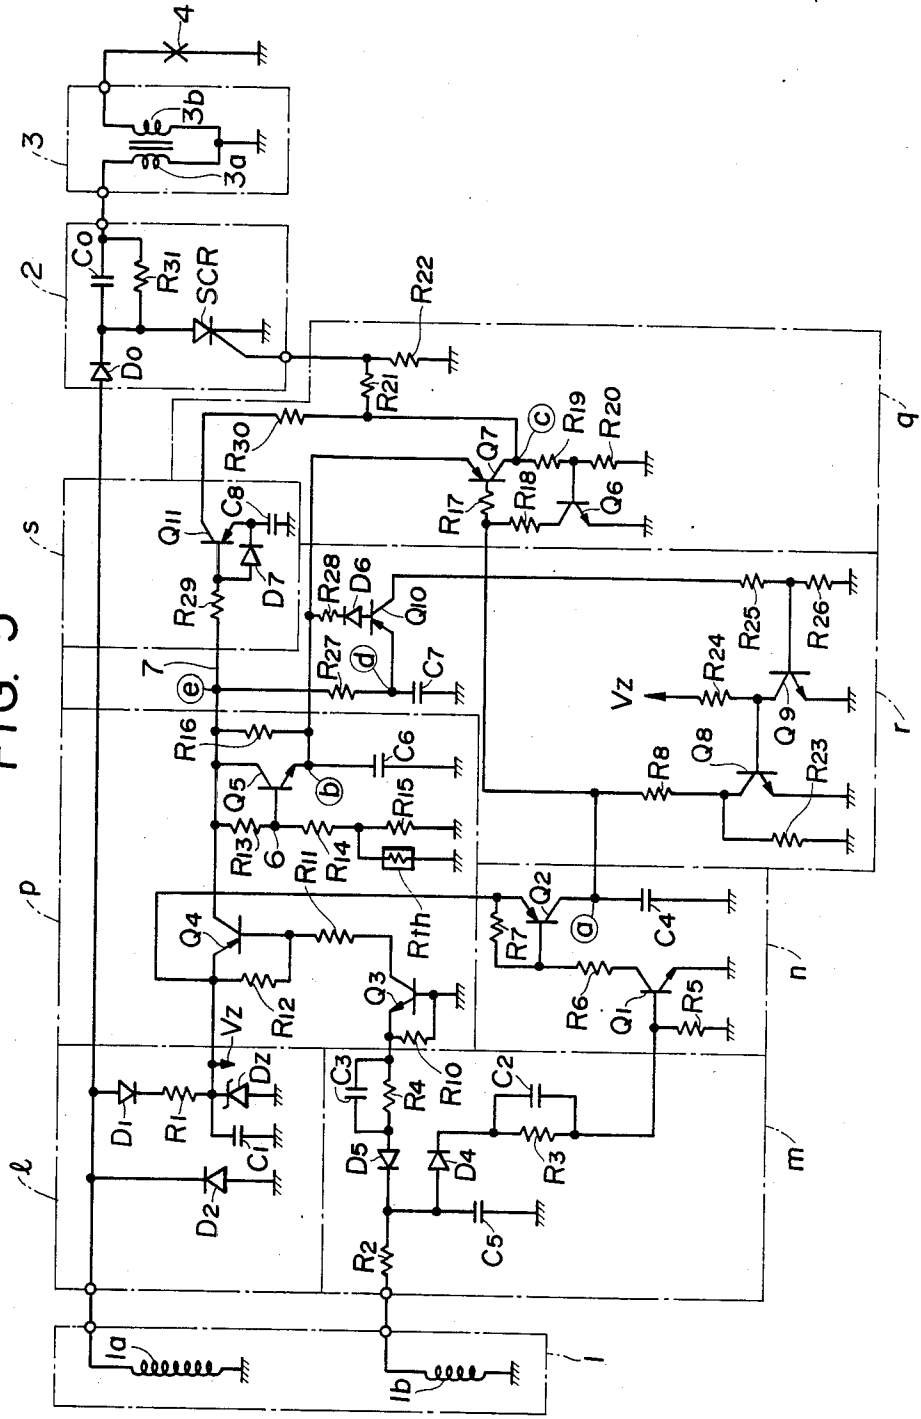 FIG. 5
4
3
3b
3a
2
C0
R31
SCR
D0
R22
R21
R30
q
s
Q11
C8
R29
D7
7
e
Q7
c
R19
R20
R17
R18
Q6
R28
D6
Q10
R27
d
C7
R25
R26
R24
Vz
Q9
Q8
R8
R23
r
p
R16
Q5
b
C6
R13
6
R14
R15
Rth
R11
Q4
R12
Q3
R10
Q2
R7
a
C4
R6
Q1
R5
n
l
Vz
Dz
D1
R1
C1
D2
C3
R4
D5
D4
C2
R3
R2
C5
m
1a
1b
1